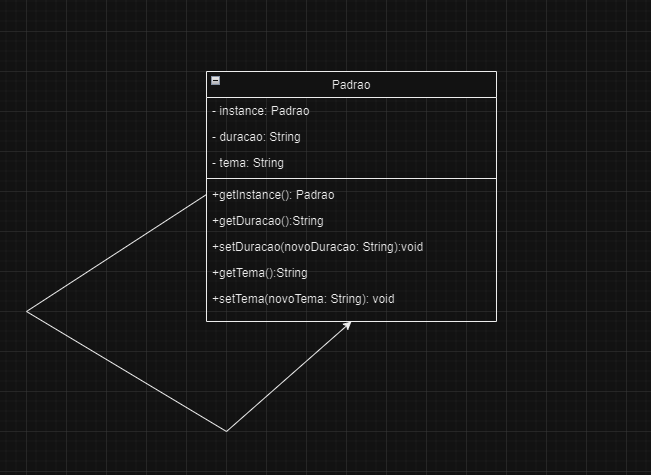 Padrao
- instance: Padrao
- duracao: String
- tema: String
+getInstance(): Padrao
+getDuracao():String
+setDuracao(novoDuracao: String):void
+getTema():String
+setTema(novoTema: String): void